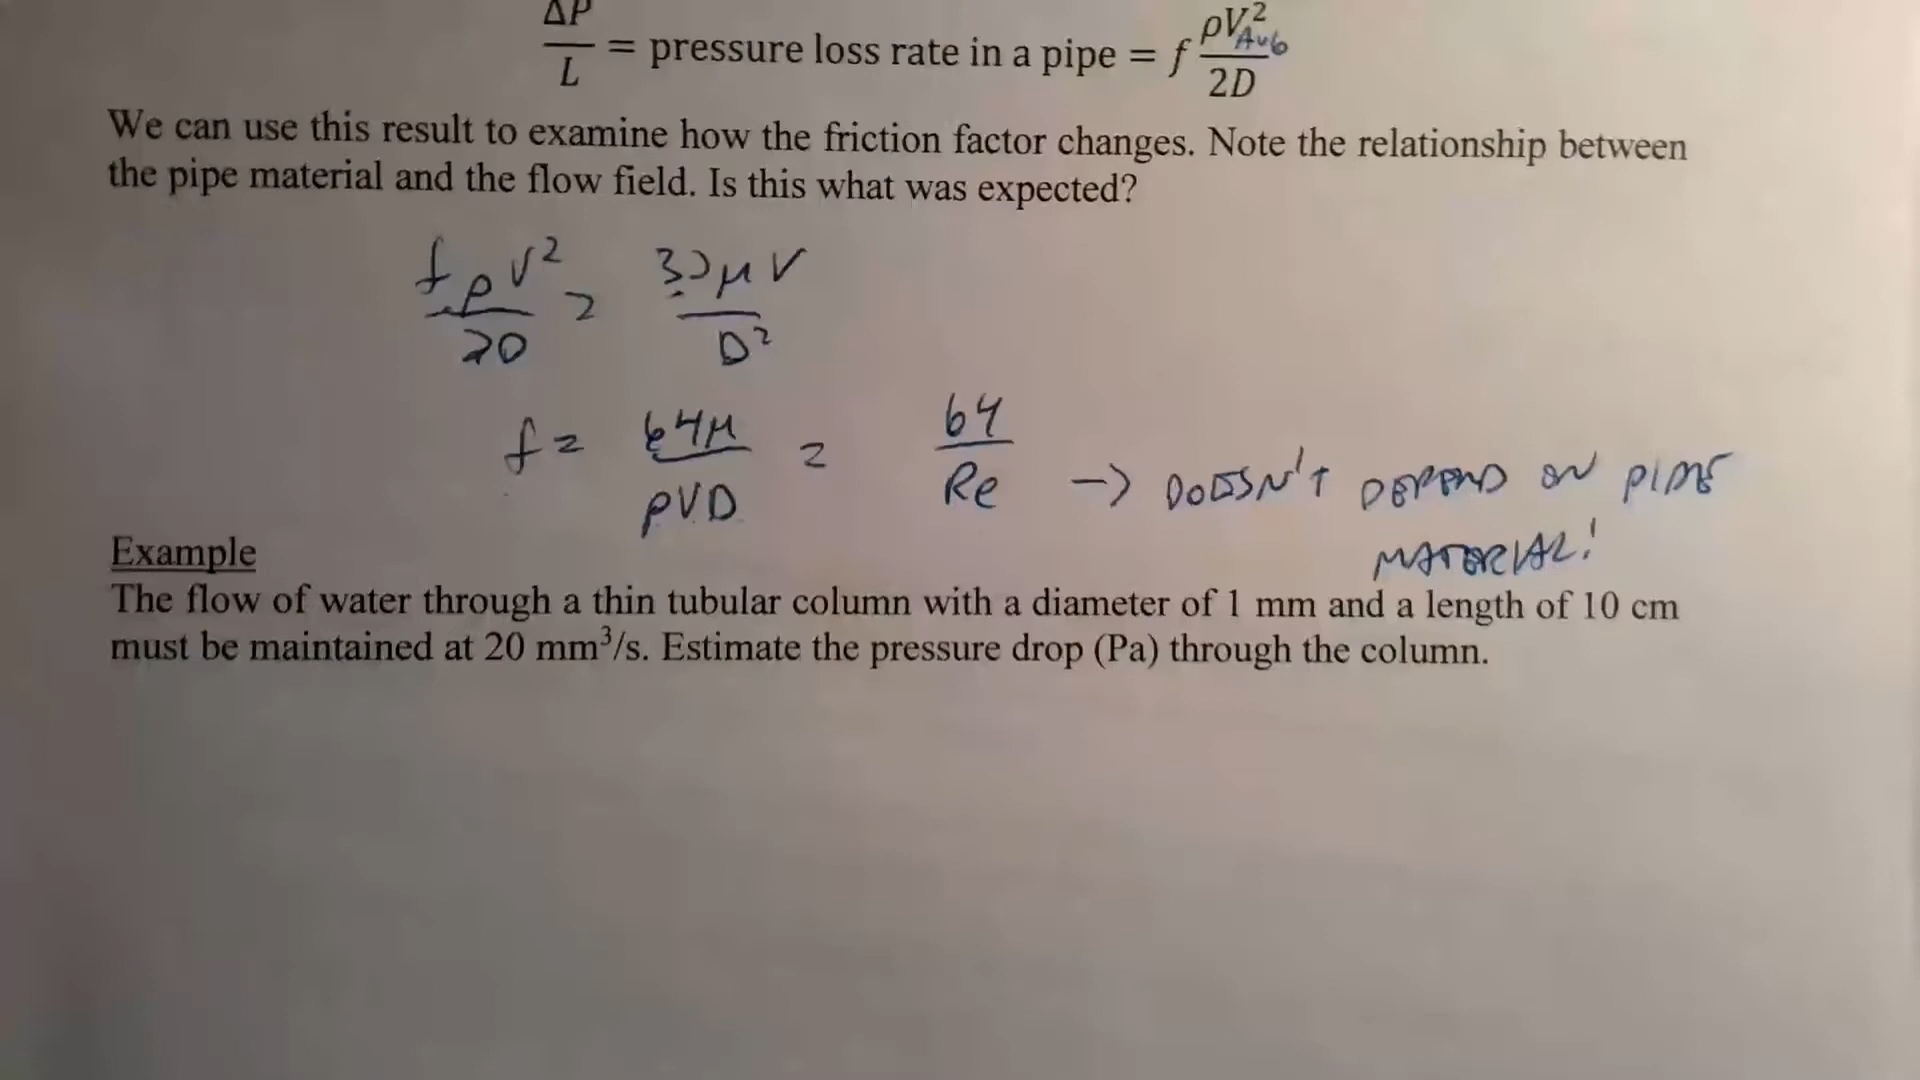 ΔP/L = pressure loss rate in a pipe = f ρV²Avg/2D
We can use this result to examine how the friction factor changes. Note the relationship between
the pipe material and the flow field. Is this what was expected?
fρV²/2D = 32μV/D²
f = 64μ/ρVD = 64/Re → DOESN'T DEPEND ON PIPE
MATERIAL!
Example
The flow of water through a thin tubular column with a diameter of 1 mm and a length of 10 cm
must be maintained at 20 mm³/s. Estimate the pressure drop (Pa) through the column.